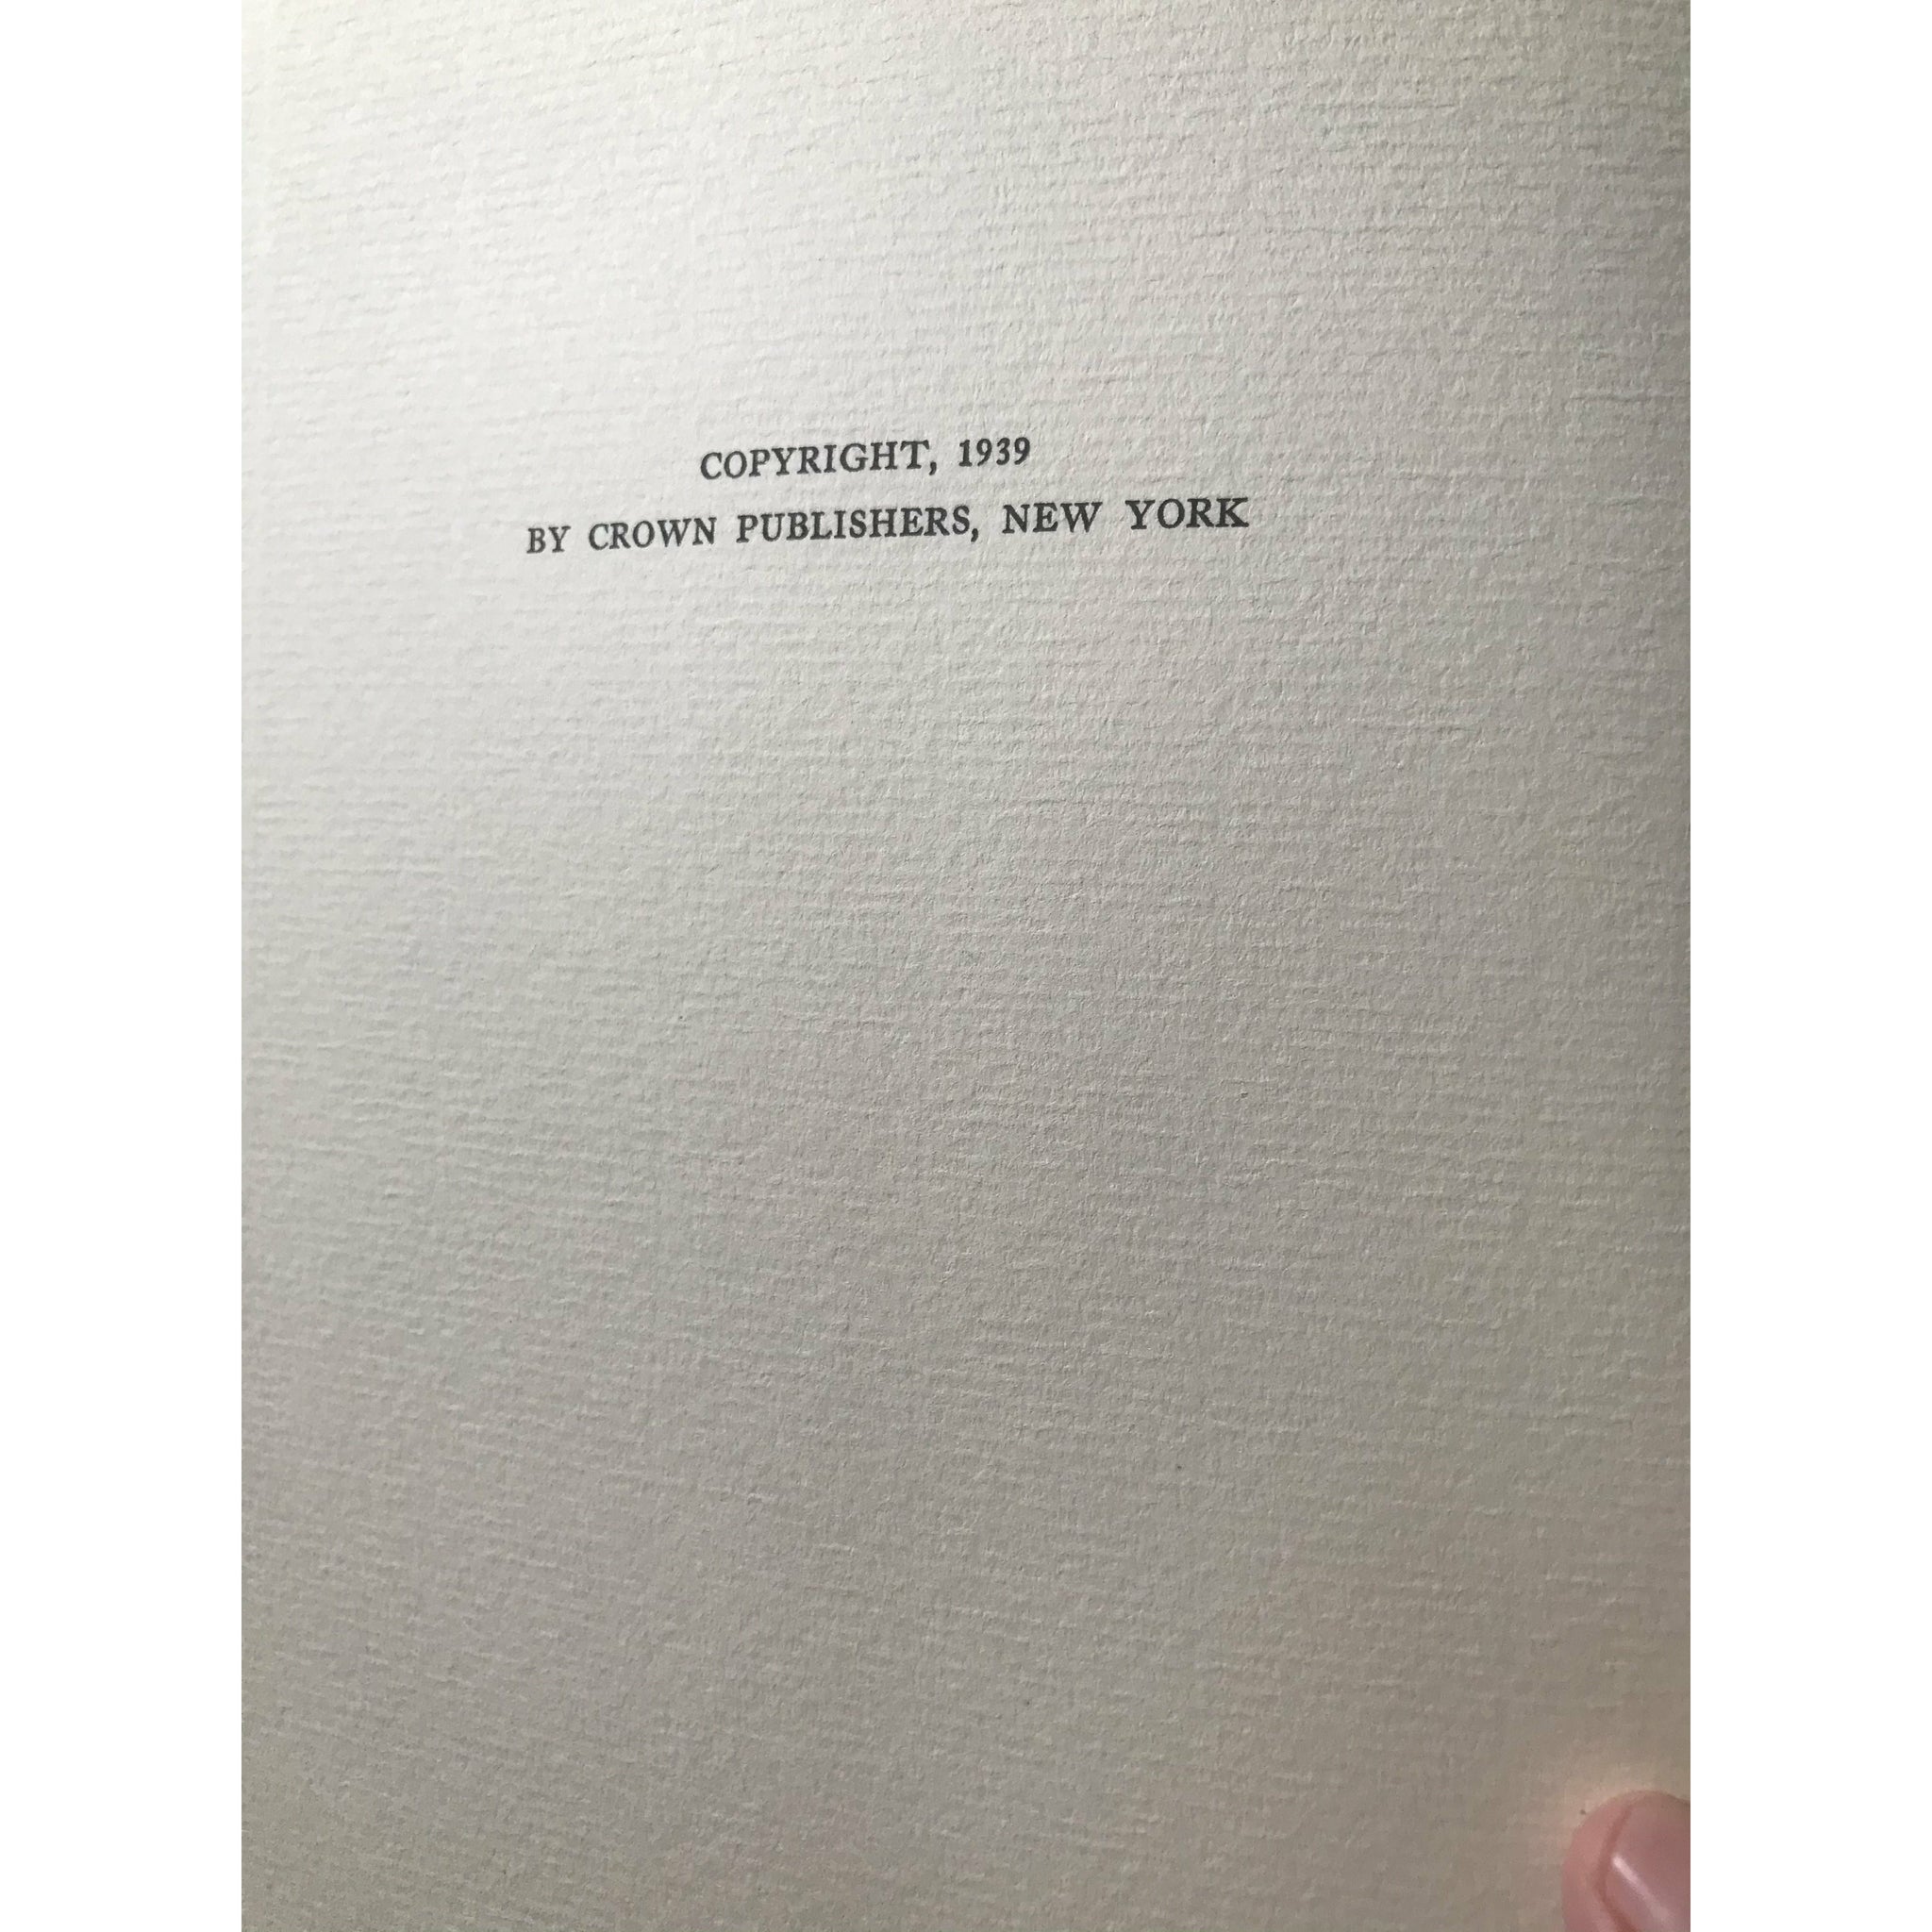 COPYRIGHT, 1939
BY CROWN PUBLISHERS, NEW YORK